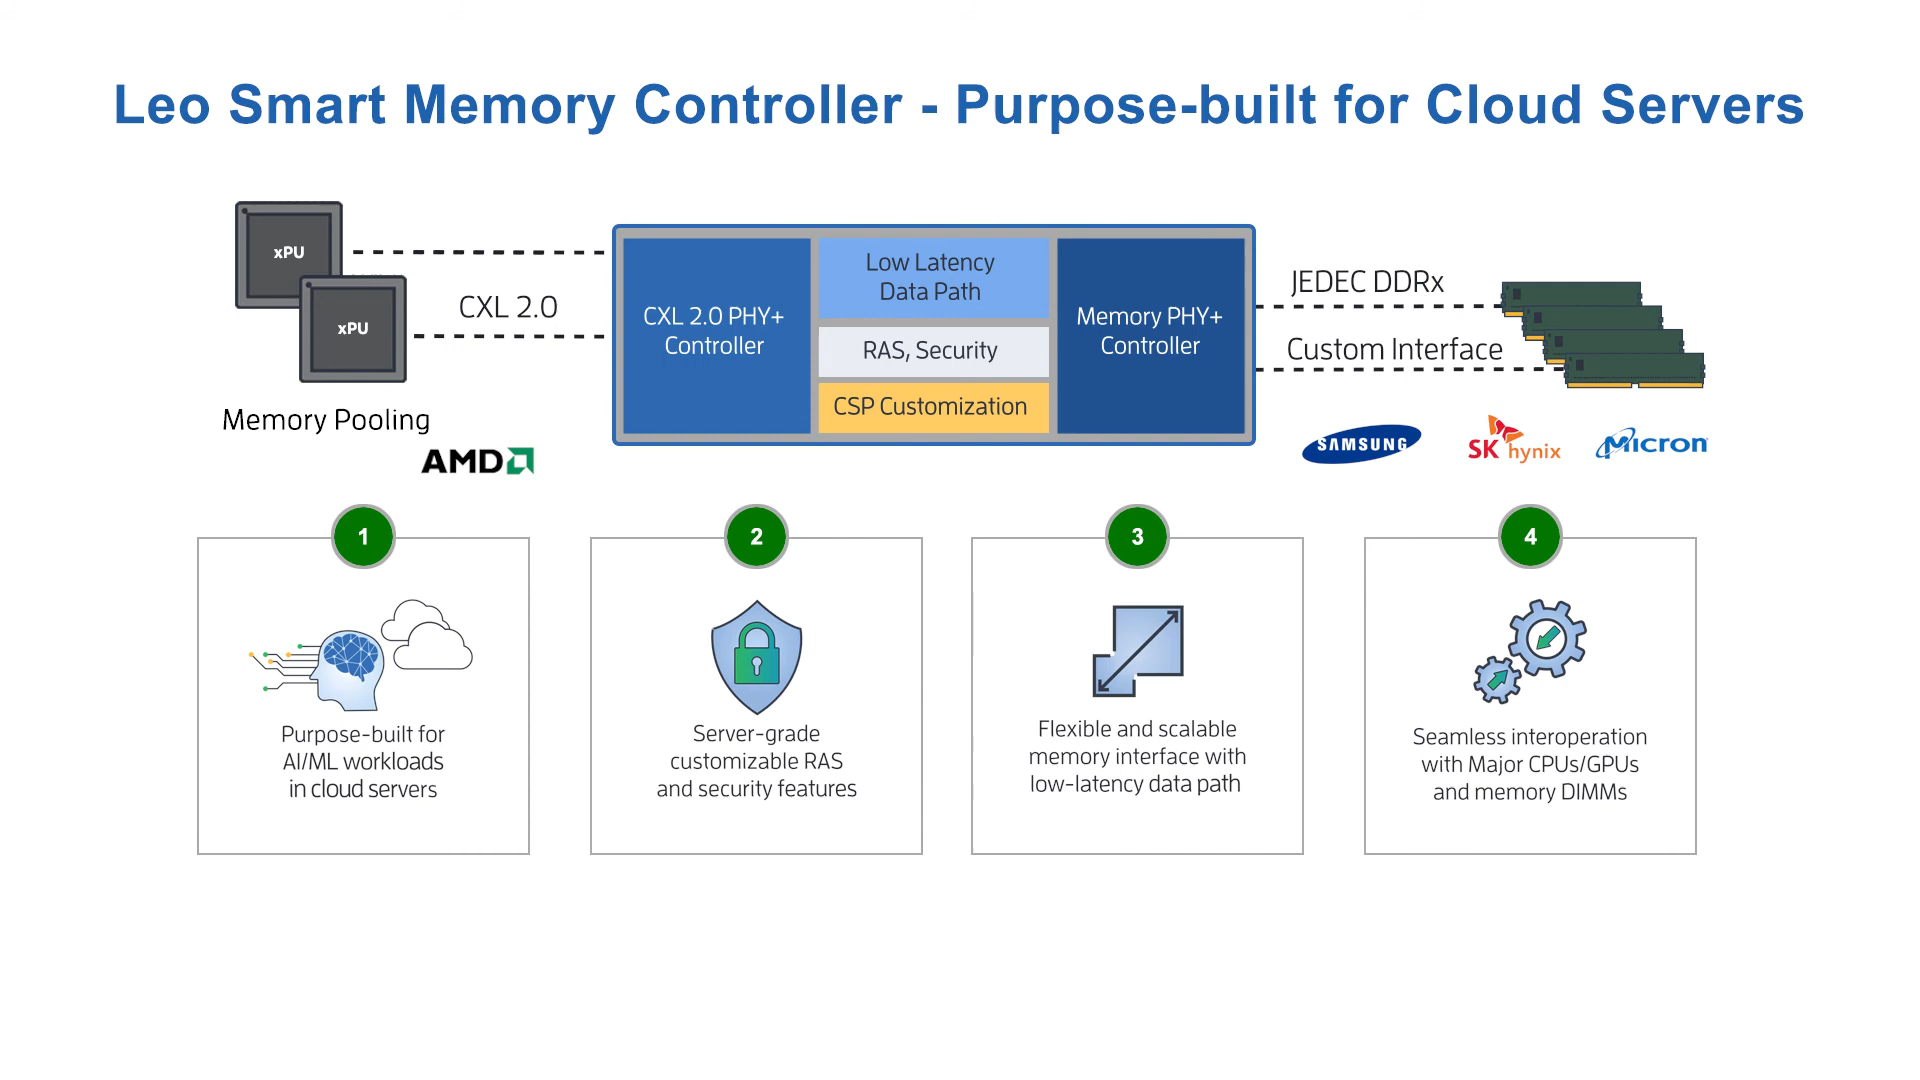 Leo Smart Memory Controller - Purpose-built for Cloud Servers
xPU
xPU
CXL 2.0
Memory Pooling
AMD
CXL 2.0 PHY+
Controller
Low Latency
Data Path
RAS, Security
CSP Customization
Memory PHY+
Controller
JEDEC DDRx
Custom Interface
SAMSUNG
SK hynix
Micron
1
Purpose-built for
AI/ML workloads
in cloud servers
2
Server-grade
customizable RAS
and security features
3
Flexible and scalable
memory interface with
low-latency data path
4
Seamless interoperation
with Major CPUs/GPUs
and memory DIMMs